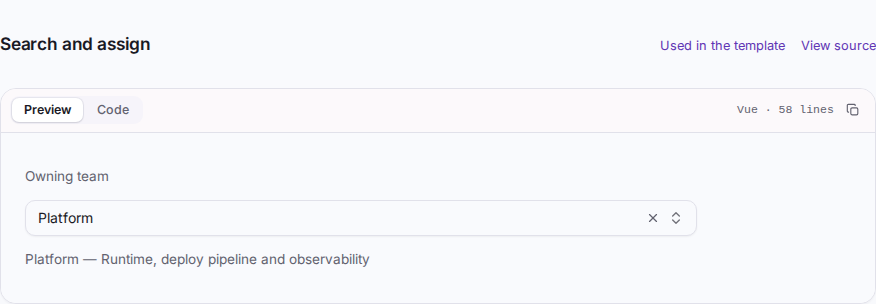 Search and assign
Used in the template
View source
Preview
Code
Vue · 58 lines
Owning team
Platform
Platform — Runtime, deploy pipeline and observability